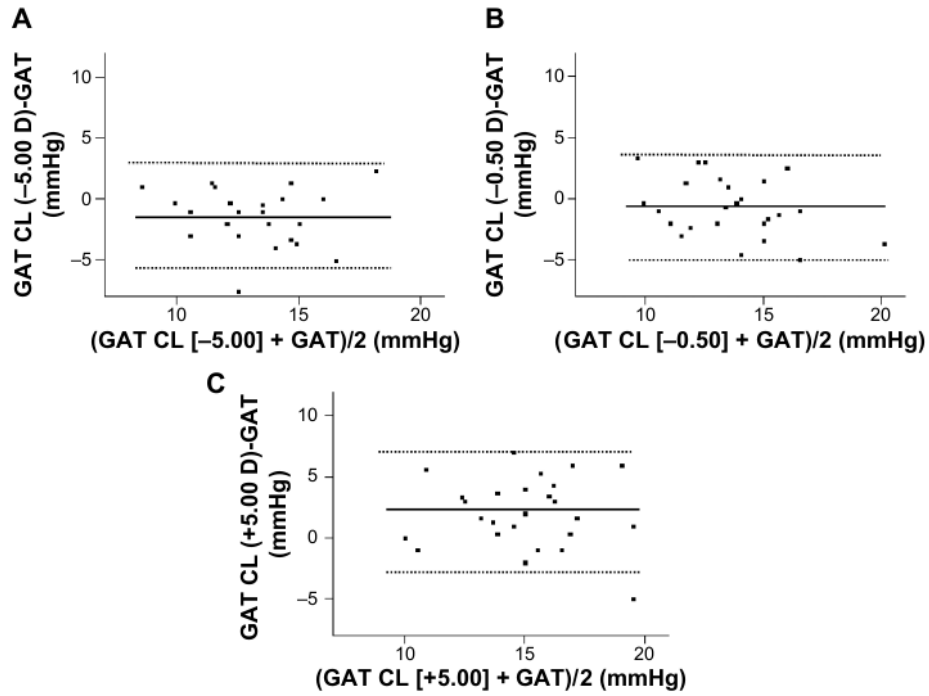 A
GAT CL (–5.00 D)-GAT
(mmHg)
10
5
0
–5
10
15
20
(GAT CL [–5.00] + GAT)/2 (mmHg)
B
GAT CL (–0.50 D)-GAT
(mmHg)
10
5
0
–5
10
15
20
(GAT CL [–0.50] + GAT)/2 (mmHg)
C
GAT CL (+5.00 D)-GAT
(mmHg)
10
5
0
–5
10
15
20
(GAT CL [+5.00] + GAT)/2 (mmHg)